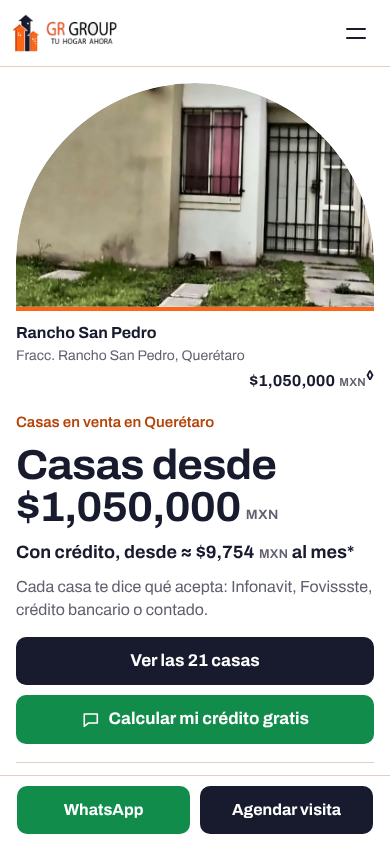 GR GROUP
TU HOGAR AHORA
Rancho San Pedro
Fracc. Rancho San Pedro, Querétaro
$1,050,000 MXN◊
Casas en venta en Querétaro
Casas desde
$1,050,000 MXN
Con crédito, desde ≈ $9,754 MXN al mes*
Cada casa te dice qué acepta: Infonavit, Fovissste,
crédito bancario o contado.
Ver las 21 casas
Calcular mi crédito gratis
WhatsApp
Agendar visita